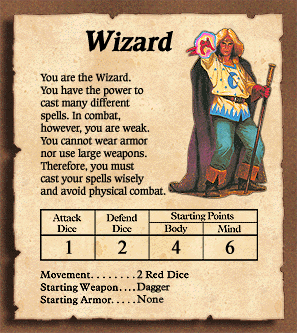 Wizard
You are the Wizard.
You have the power to
cast many different
spells. In combat,
however, you are weak.
You cannot wear armor
nor use large weapons.
Therefore, you must
cast your spells wisely
and avoid physical combat.
Attack Dice
Defend Dice
Starting Points
Body
Mind
1 2 4 6
Movement........2 Red Dice
Starting Weapon....Dagger
Starting Armor.....None